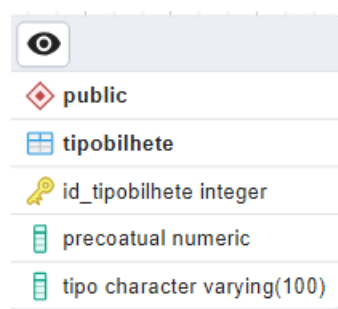 public
tipobilhete
id_tipobilhete integer
precoatual numeric
tipo character varying(100)